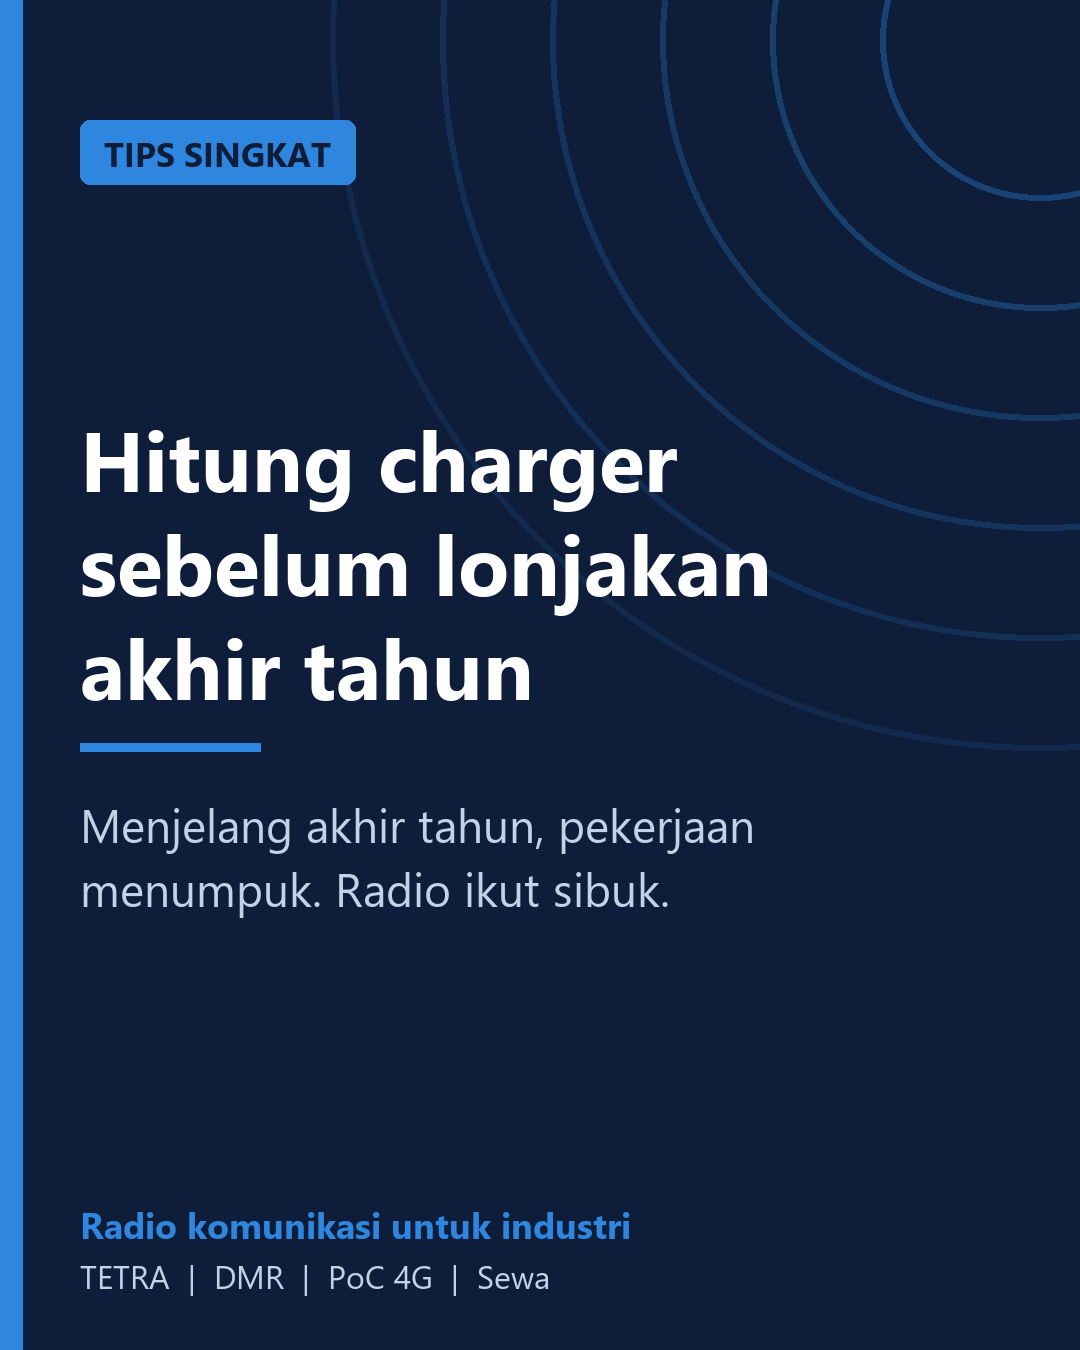 TIPS SINGKAT
Hitung charger
sebelum lonjakan
akhir tahun
Menjelang akhir tahun, pekerjaan
menumpuk. Radio ikut sibuk.
Radio komunikasi untuk industri
TETRA | DMR | PoC 4G | Sewa